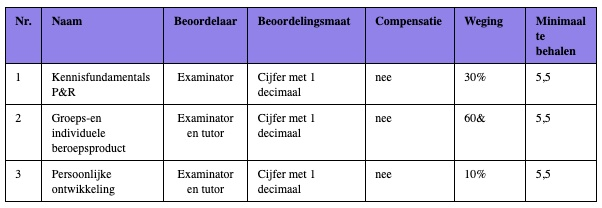 Nr. Naam Beoordelaar Beoordelingsmaat Compensatie Weging Minimaal
te
behalen
1 Kennisfundamentals Examinator Cijfer met 1 nee 30% 5,5
P&R decimaal
2 Groeps-en Examinator Cijfer met 1 nee 60& 5,5
individuele en tutor decimaal
beroepsproduct
3 Persoonlijke Examinator Cijfer met 1 nee 10% 5,5
ontwikkeling en tutor decimaal